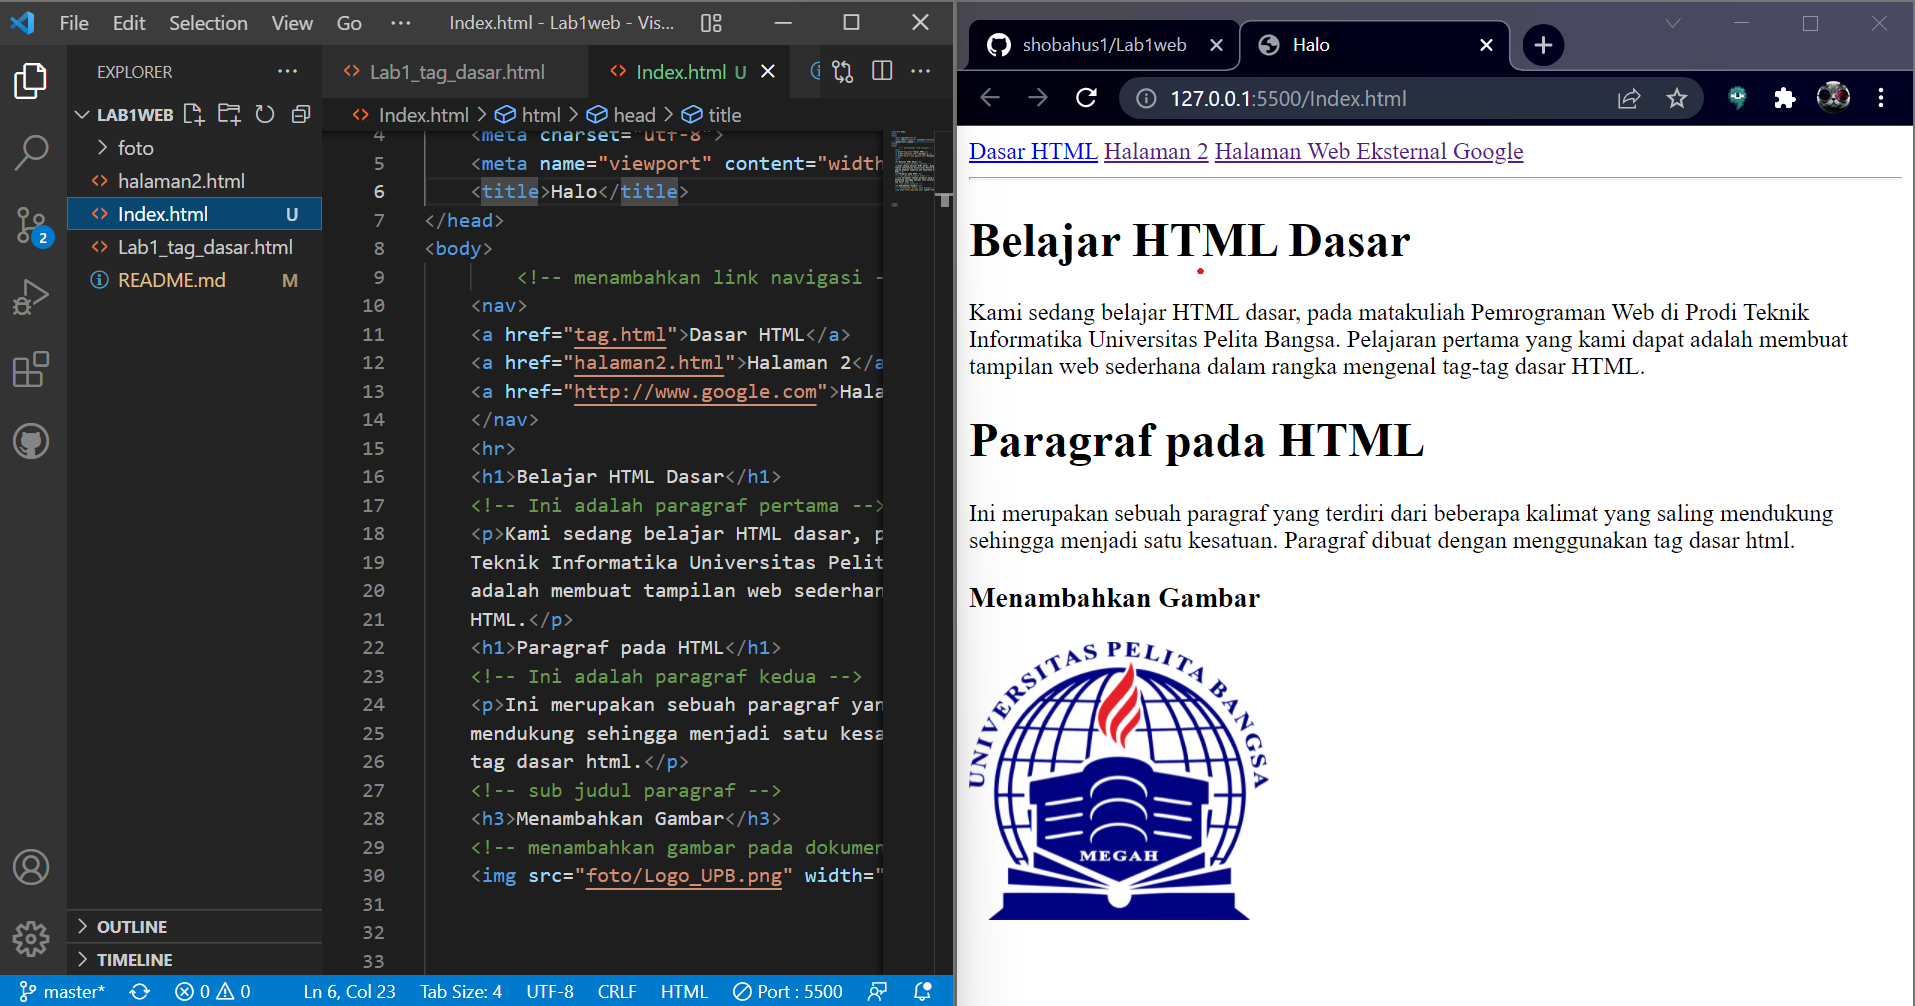 File Edit Selection View Go ··· Index.html - Lab1web - Vis...
EXPLORER ···
LAB1WEB
foto
halaman2.html
Index.html U
Lab1_tag_dasar.html
README.md M
OUTLINE
TIMELINE
2
Lab1_tag_dasar.html Index.html U
Index.html > html > head > title
4 <meta charset="utf-8">
5 <meta name="viewport" content="width
6 <title>Halo</title>
7 </head>
8 <body>
9 <!-- menambahkan link navigasi -
10 <nav>
11 <a href="tag.html">Dasar HTML</a>
12 <a href="halaman2.html">Halaman 2</a
13 <a href="http://www.google.com">Hala
14 </nav>
15 <hr>
16 <h1>Belajar HTML Dasar</h1>
17 <!-- Ini adalah paragraf pertama -->
18 <p>Kami sedang belajar HTML dasar, p
19 Teknik Informatika Universitas Pelit
20 adalah membuat tampilan web sederhan
21 HTML.</p>
22 <h1>Paragraf pada HTML</h1>
23 <!-- Ini adalah paragraf kedua -->
24 <p>Ini merupakan sebuah paragraf yan
25 mendukung sehingga menjadi satu kesa
26 tag dasar html.</p>
27 <!-- sub judul paragraf -->
28 <h3>Menambahkan Gambar</h3>
29 <!-- menambahkan gambar pada dokumen
30 <img src="foto/Logo_UPB.png" width="
31
32
33
master* 0 0 Ln 6, Col 23 Tab Size: 4 UTF-8 CRLF HTML Port : 5500
shobahus1/Lab1web Halo
127.0.0.1:5500/Index.html
Dasar HTML Halaman 2 Halaman Web Eksternal Google
Belajar HTML Dasar
Kami sedang belajar HTML dasar, pada matakuliah Pemrograman Web di Prodi Teknik
Informatika Universitas Pelita Bangsa. Pelajaran pertama yang kami dapat adalah membuat
tampilan web sederhana dalam rangka mengenal tag-tag dasar HTML.
Paragraf pada HTML
Ini merupakan sebuah paragraf yang terdiri dari beberapa kalimat yang saling mendukung
sehingga menjadi satu kesatuan. Paragraf dibuat dengan menggunakan tag dasar html.
Menambahkan Gambar
UNIVERSITAS PELITA BANGSA
MEGAH